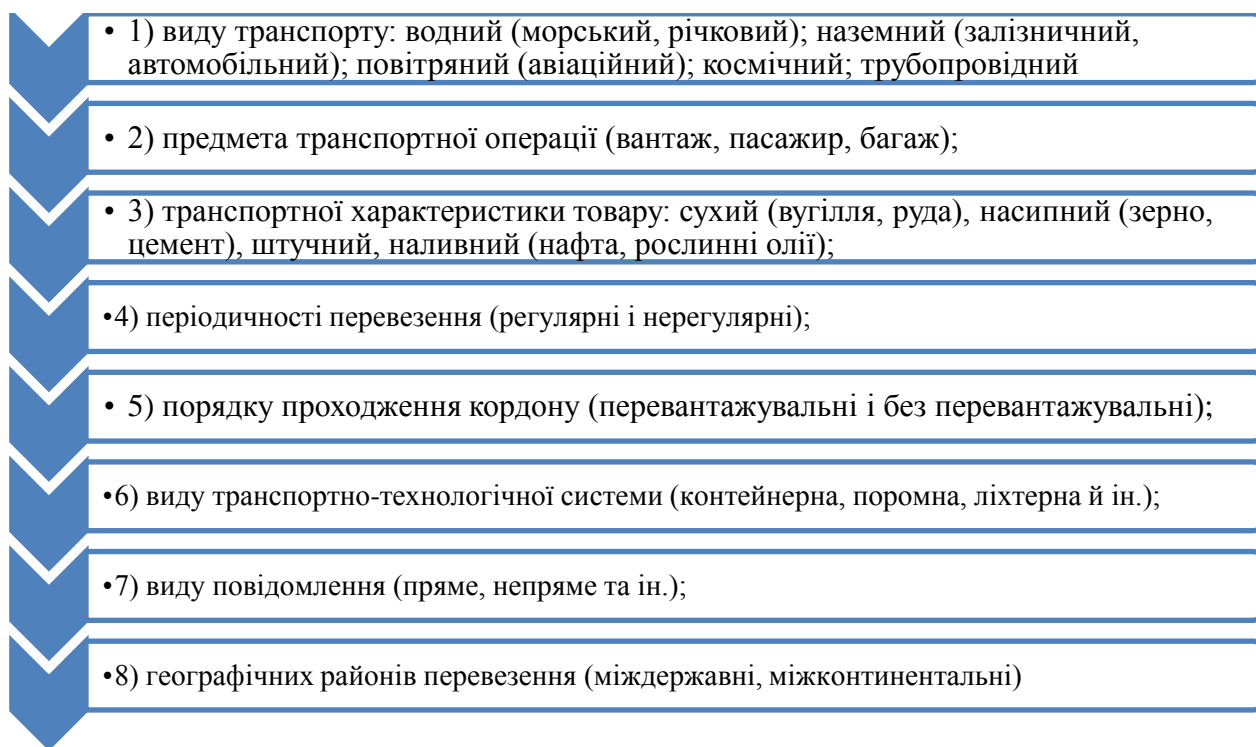 • 1) виду транспорту: водний (морський, річковий); наземний (залізничний,
автомобільний); повітряний (авіаційний); космічний; трубопровідний
• 2) предмета транспортної операції (вантаж, пасажир, багаж);
• 3) транспортної характеристики товару: сухий (вугілля, руда), насипний (зерно,
цемент), штучний, наливний (нафта, рослинні олії);
•4) періодичності перевезення (регулярні і нерегулярні);
• 5) порядку проходження кордону (перевантажувальні і без перевантажувальні);
•6) виду транспортно-технологічної системи (контейнерна, поромна, ліхтерна й ін.);
•7) виду повідомлення (пряме, непряме та ін.);
•8) географічних районів перевезення (міждержавні, міжконтинентальні)